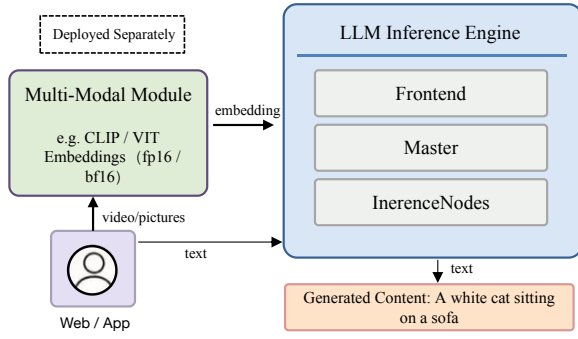 Deployed Separately
LLM Inference Engine
Multi-Modal Module
e.g. CLIP / VIT
Embeddings（fp16 /
bf16）
embedding
Frontend
Master
InerenceNodes
video/pictures
text
Web / App
text
Generated Content: A white cat sitting
on a sofa